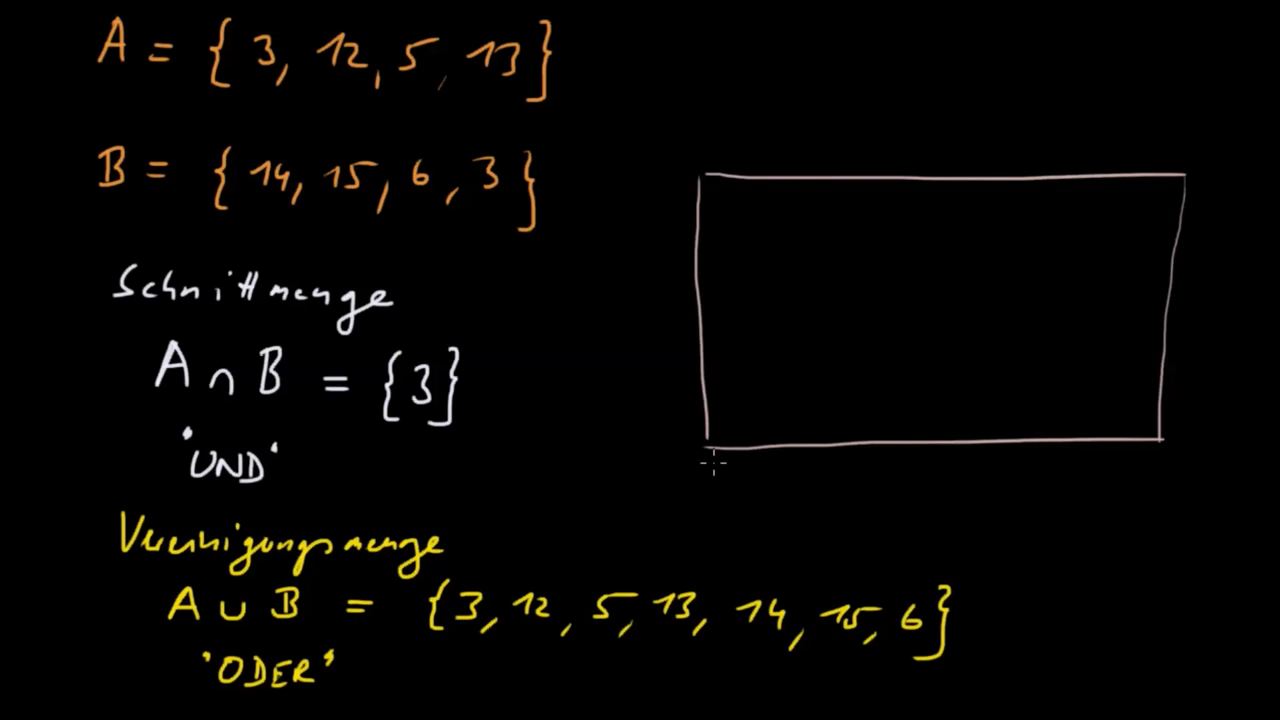 A = { 3, 12, 5, 13}
B = { 14, 15, 6, 3 }
Schnittmenge
A ∩ B = {3}
"UND"
Vereinigungsmenge
A ∪ B = {3, 12, 5, 13, 14, 15, 6}
"ODER"